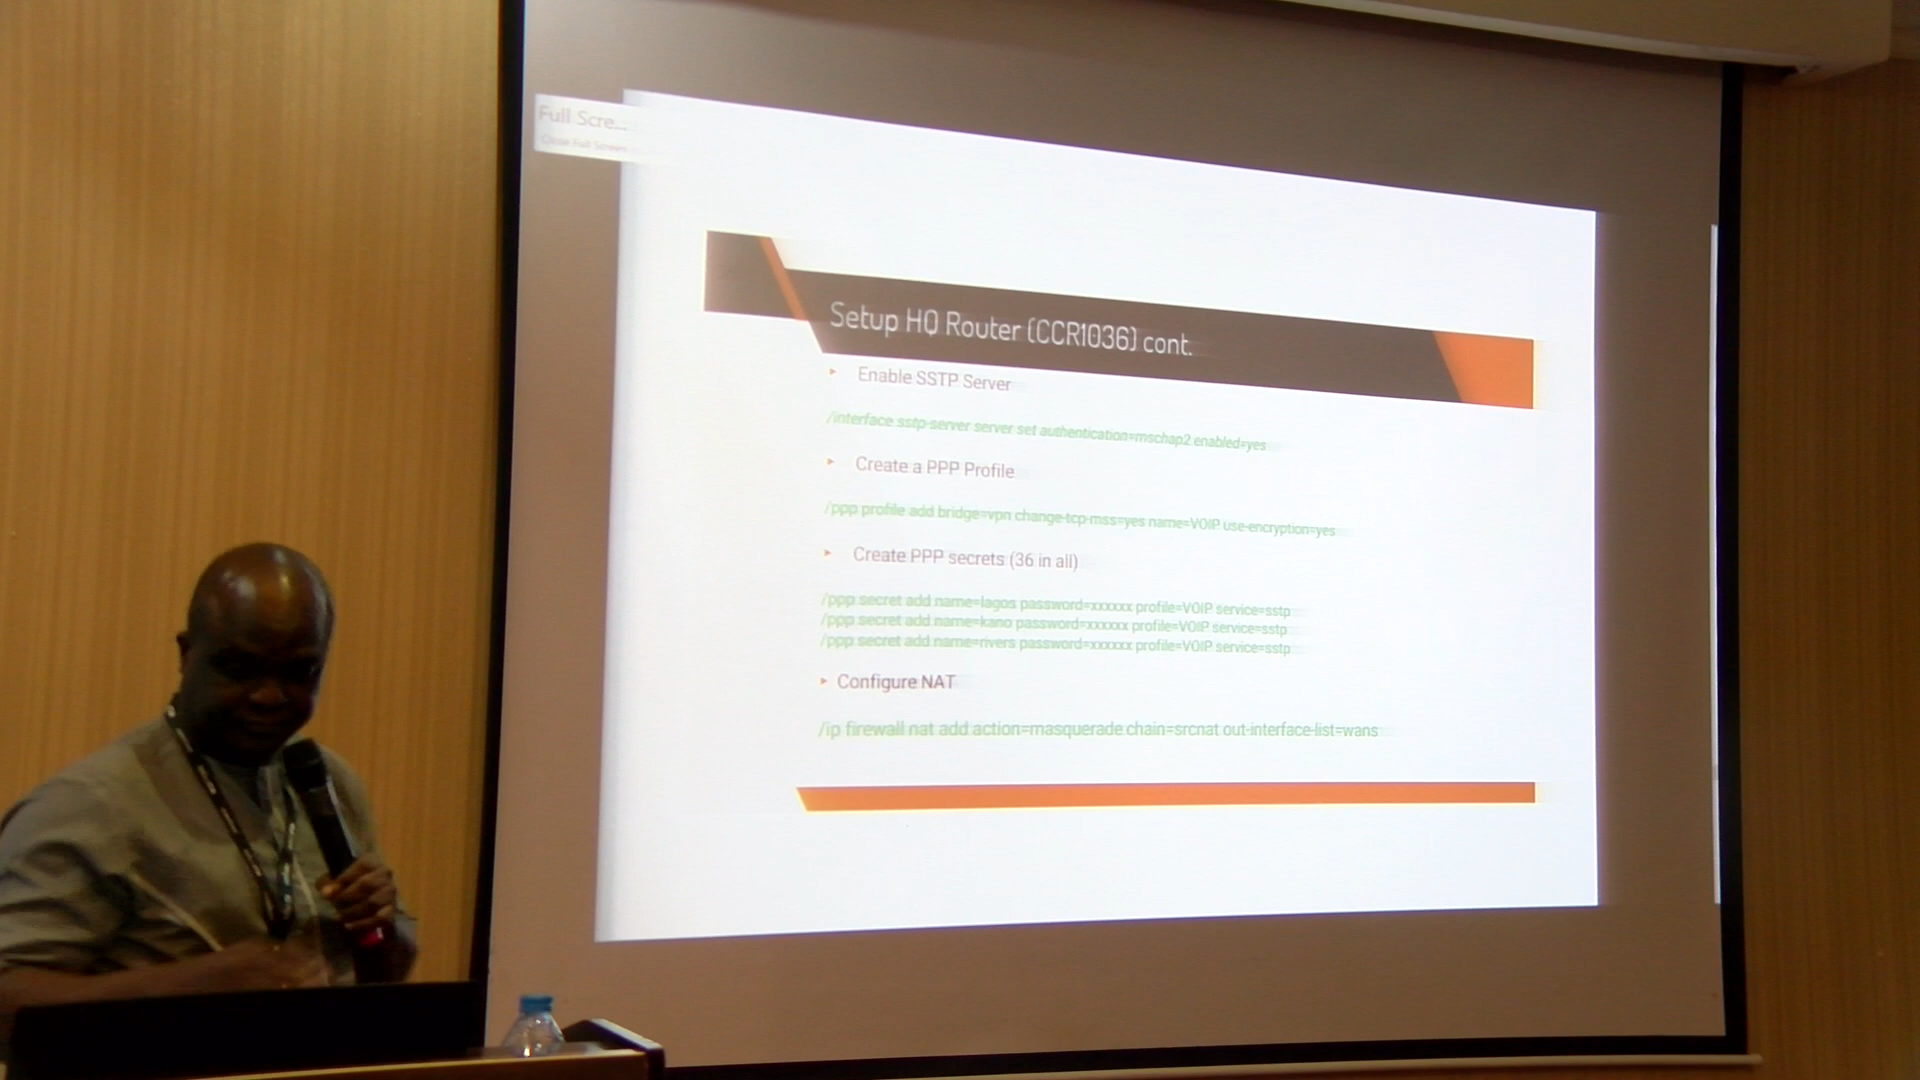 Full Scre...
Close Full Screen
Setup HQ Router (CCR1036) cont.
Enable SSTP Server
/interface sstp-server server set authentication=mschap2 enabled=yes
Create a PPP Profile
/ppp profile add bridge=vpn change-tcp-mss=yes name=VOIP use-encryption=yes
Create PPP secrets (36 in all)
/ppp secret add name=lagos password=xxxxxx profile=VOIP service=sstp
/ppp secret add name=kano password=xxxxxx profile=VOIP service=sstp
/ppp secret add name=rivers password=xxxxxx profile=VOIP service=sstp
Configure NAT
/ip firewall nat add action=masquerade chain=srcnat out-interface-list=wans